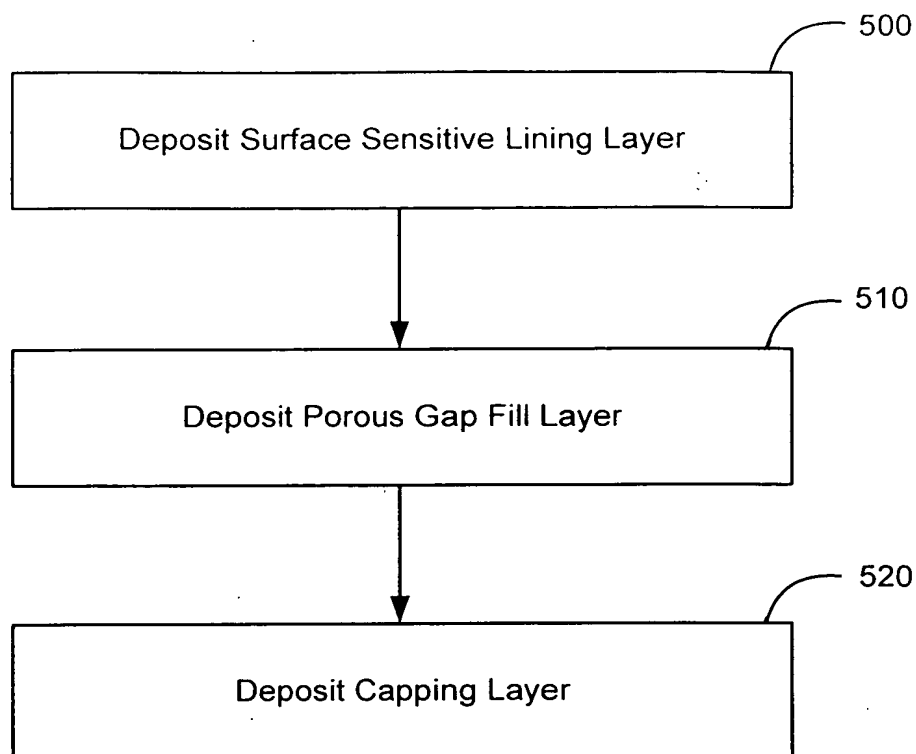 500
Deposit Surface Sensitive Lining Layer
510
Deposit Porous Gap Fill Layer
520
Deposit Capping Layer